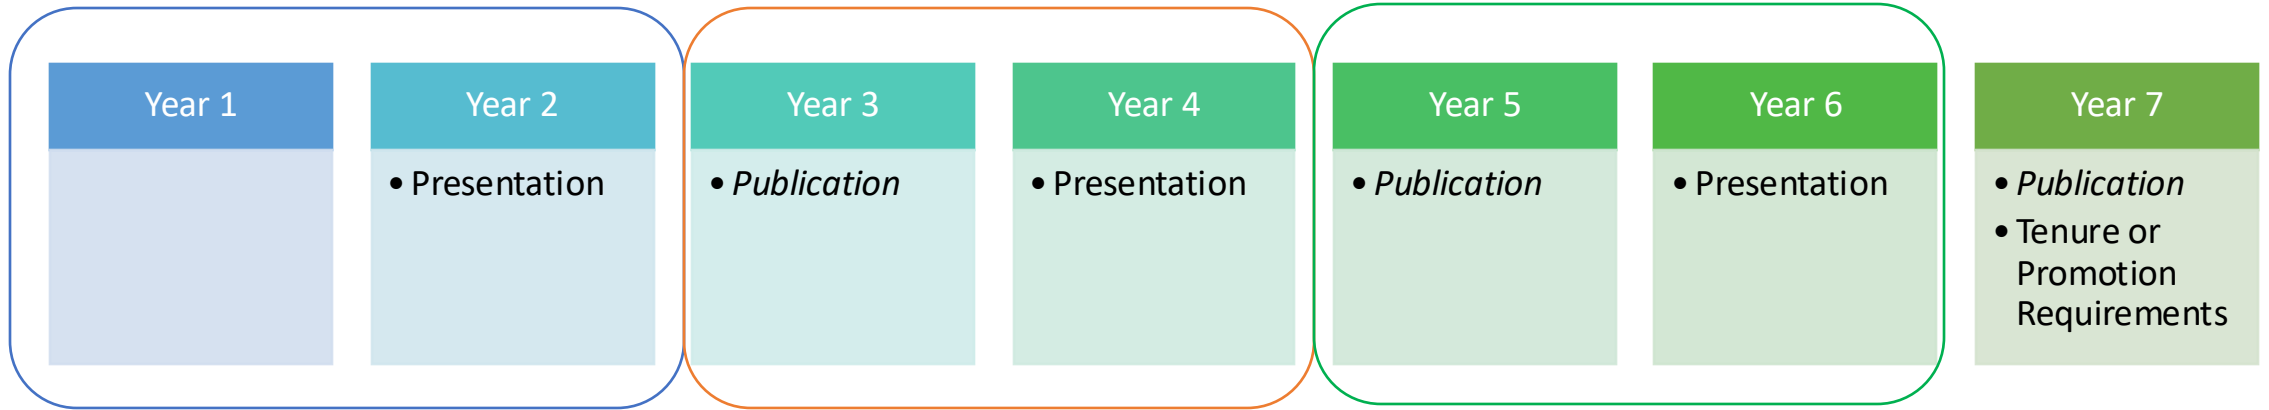 Year 1
Year 2
Year 3
Year 4
Year 5
Year 6
Year 7
• Presentation
• Publication
• Presentation
• Publication
• Presentation
• Publication
• Tenure or
Promotion
Requirements